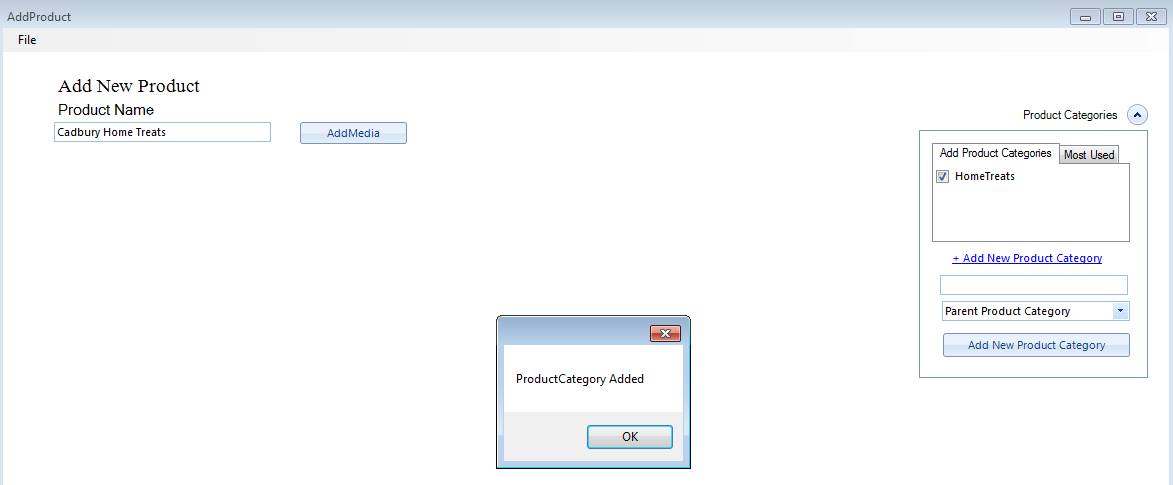 AddProduct
File
Add New Product
Product Name
Cadbury Home Treats
AddMedia
Product Categories
Add Product Categories
Most Used
HomeTreats
+ Add New Product Category
Parent Product Category
Add New Product Category
ProductCategory Added
OK